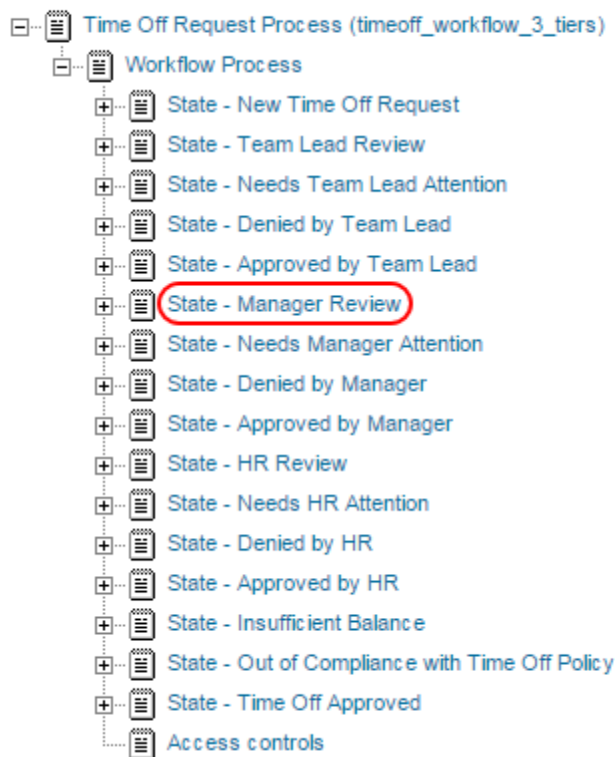 Time Off Request Process (timeoff_workflow_3_tiers)
Workflow Process
State - New Time Off Request
State - Team Lead Review
State - Needs Team Lead Attention
State - Denied by Team Lead
State - Approved by Team Lead
State - Manager Review
State - Needs Manager Attention
State - Denied by Manager
State - Approved by Manager
State - HR Review
State - Needs HR Attention
State - Denied by HR
State - Approved by HR
State - Insufficient Balance
State - Out of Compliance with Time Off Policy
State - Time Off Approved
Access controls